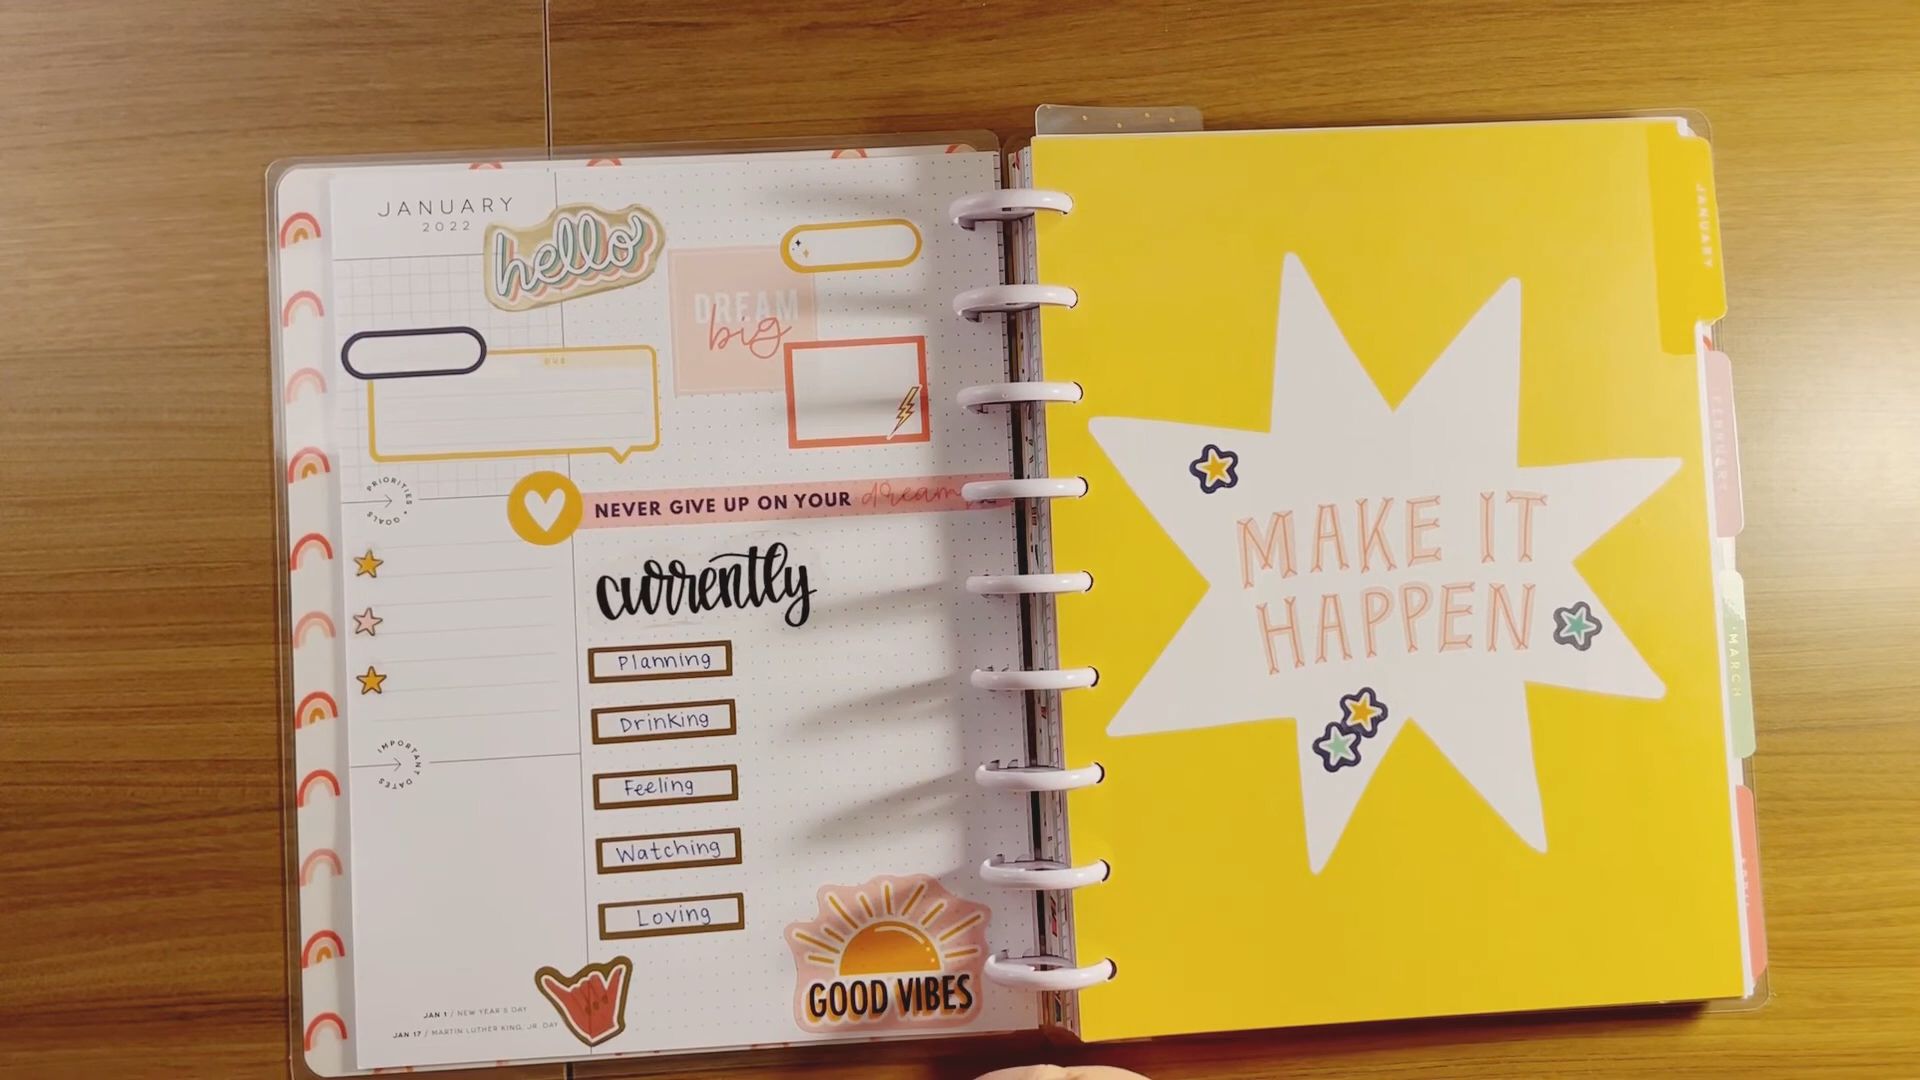 JANUARY
2022
hello
DREAM
big
PRIORITIES + GOALS
NEVER GIVE UP ON YOUR dreams
currently
Planning
Drinking
Feeling
Watching
Loving
IMPORTANT DATES
GOOD VIBES
JAN 1 / NEW YEAR'S DAY
JAN 17 / MARTIN LUTHER KING, JR. DAY
MAKE IT
HAPPEN
JANUARY
FEBRUARY
MARCH